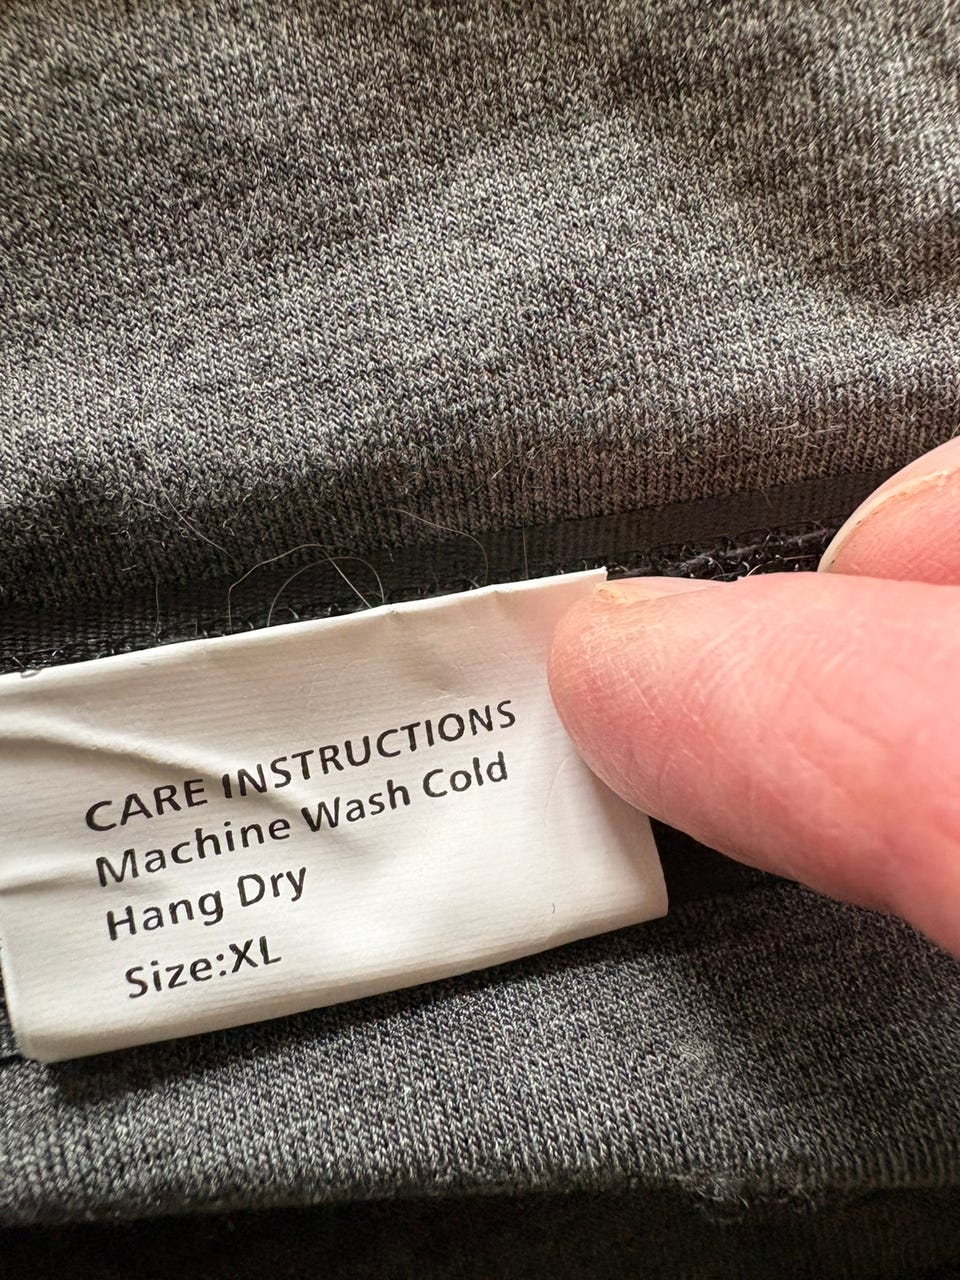 CARE INSTRUCTIONS
Machine Wash Cold
Hang Dry
Size:XL